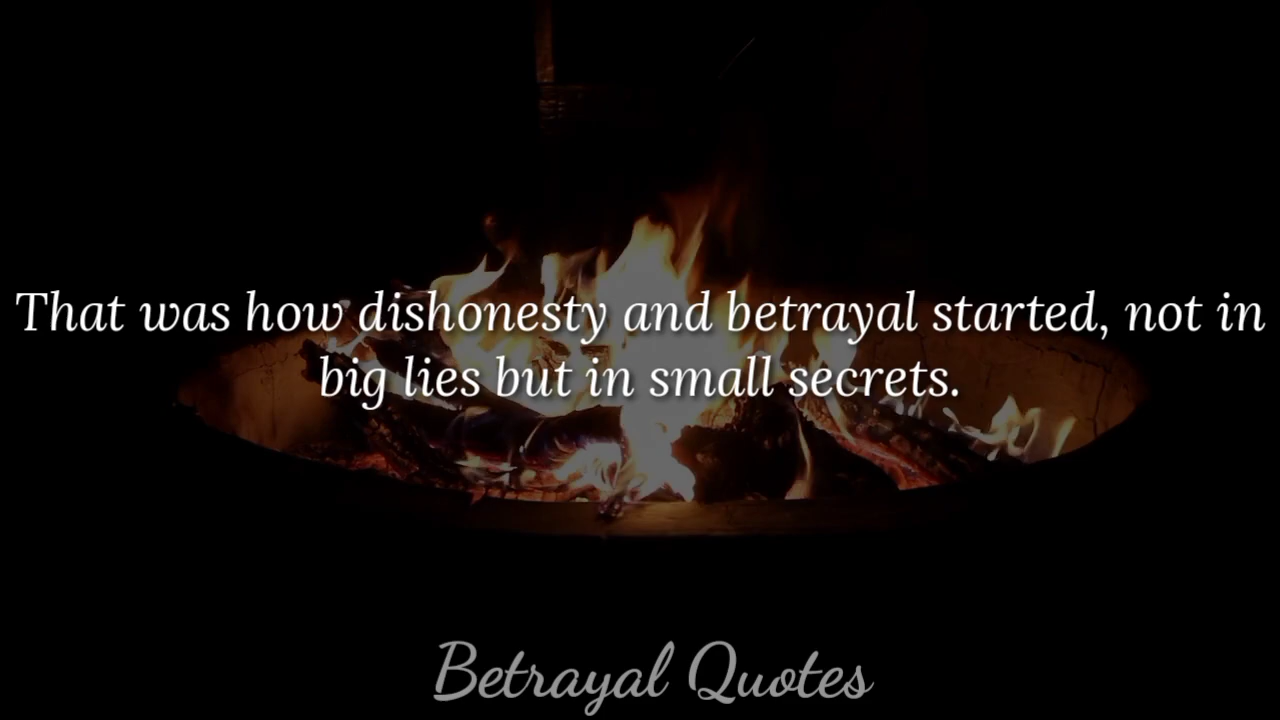 That was how dishonesty and betrayal started, not in
big lies but in small secrets.
Betrayal Quotes